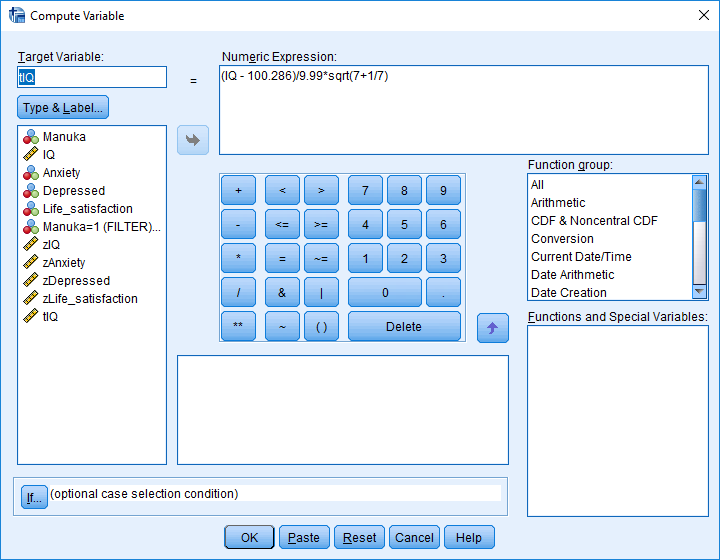 Compute Variable
Target Variable:
tIQ
=
Numeric Expression:
(IQ - 100.286)/9.99*sqrt(7+1/7)
Type & Label...
Manuka
IQ
Anxiety
Depressed
Life_satisfaction
Manuka=1 (FILTER)...
zIQ
zAnxiety
zDepressed
zLife_satisfaction
tIQ
+ < > 7 8 9
- <= >= 4 5 6
* = ~= 1 2 3
/ & | 0 .
** ~ ( ) Delete
Function group:
All
Arithmetic
CDF & Noncentral CDF
Conversion
Current Date/Time
Date Arithmetic
Date Creation
Functions and Special Variables:
If... (optional case selection condition)
OK Paste Reset Cancel Help